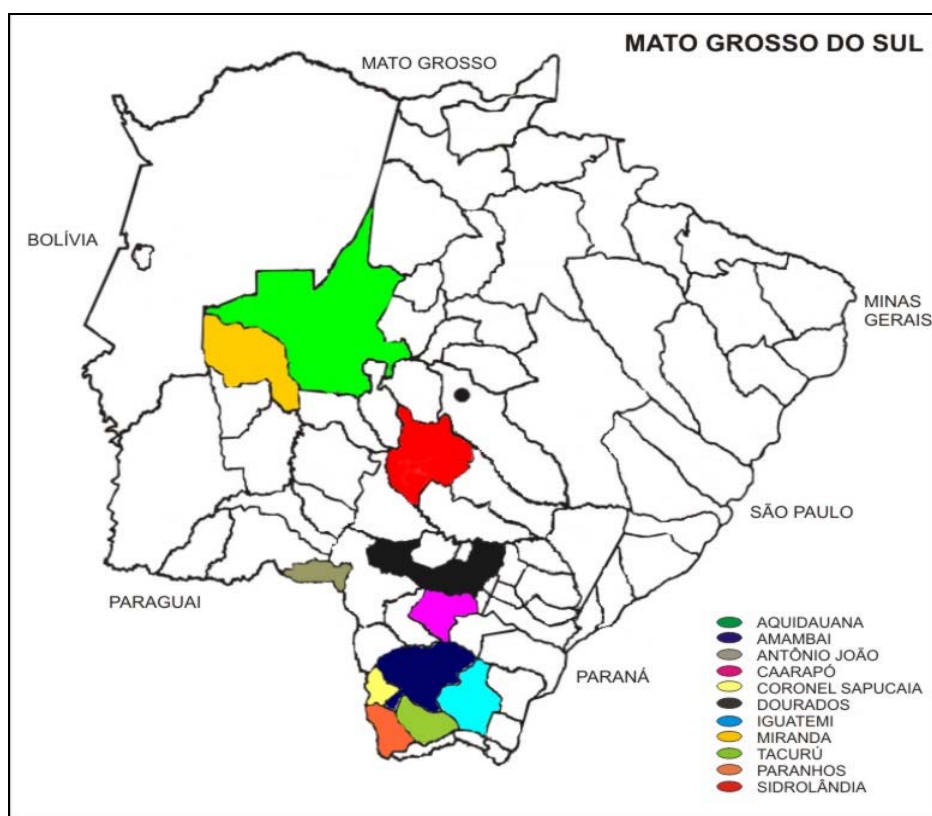 MATO GROSSO DO SUL
MATO GROSSO
BOLÍVIA
MINAS
GERAIS
SÃO PAULO
PARAGUAI
PARANÁ
AQUIDAUANA
AMAMBAI
ANTÔNIO JOÃO
CAARAPÓ
CORONEL SAPUCAIA
DOURADOS
IGUATEMI
MIRANDA
TACURÚ
PARANHOS
SIDROLÂNDIA